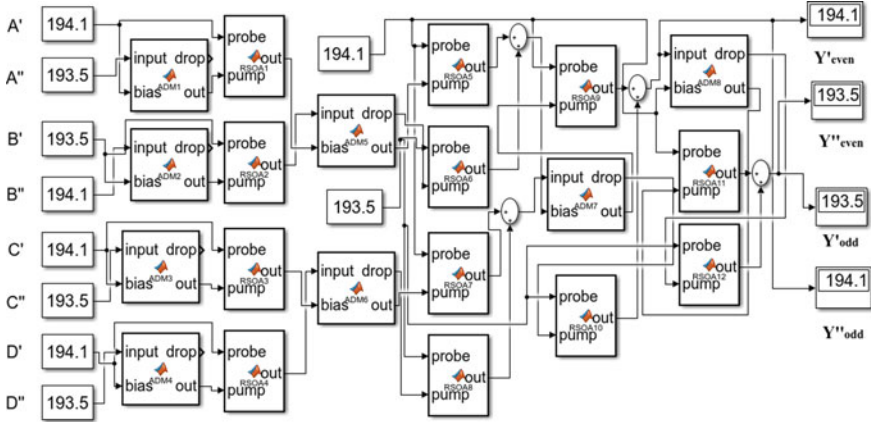 A'
194.1
A"
193.5
input drop
bias out
ADM1
probe
out
pump
RSOA1
B'
193.5
B"
194.1
input drop
bias out
ADM2
probe
out
pump
RSOA2
C'
194.1
C"
193.5
input drop
bias out
ADM3
probe
out
pump
RSOA3
D'
194.1
D"
193.5
input drop
bias out
ADM4
probe
out
pump
RSOA4
194.1
input drop
bias out
ADM5
193.5
input drop
bias out
ADM6
probe
out
pump
RSOA5
probe
out
pump
RSOA6
probe
out
pump
RSOA7
probe
out
pump
RSOA8
probe
out
pump
RSOA9
input drop
bias out
ADM7
probe
out
pump
RSOA10
input drop
bias out
ADM8
probe
out
pump
RSOA11
probe
out
pump
RSOA12
194.1
Y'even
193.5
Y"even
193.5
Y'odd
194.1
Y"odd